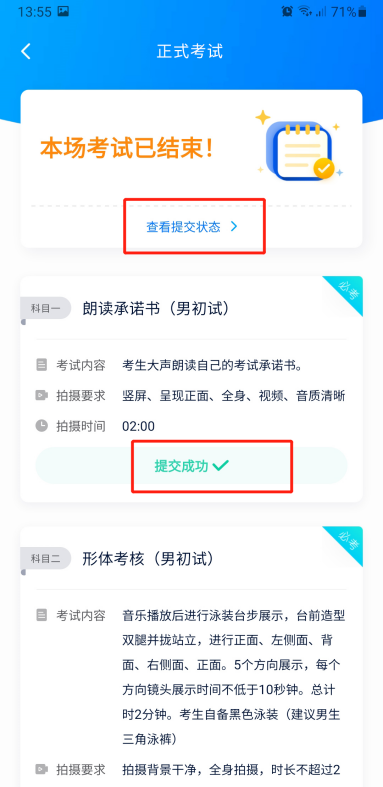 13:55 71%
正式考试
本场考试已结束！
查看提交状态
必考
科目一 朗读承诺书（男初试）
考试内容 考生大声朗读自己的考试承诺书。
拍摄要求 竖屏、呈现正面、全身、视频、音质清晰
拍摄时间 02:00
提交成功
必考
科目二 形体考核（男初试）
考试内容 音乐播放后进行泳装台步展示，台前造型
双腿并拢站立，进行正面、左侧面、背
面、右侧面、正面。5个方向展示，每个
方向镜头展示时间不低于10秒钟。总计
时2分钟。考生自备黑色泳装（建议男生
三角泳裤）
拍摄要求 拍摄背景干净，全身拍摄，时长不超过2